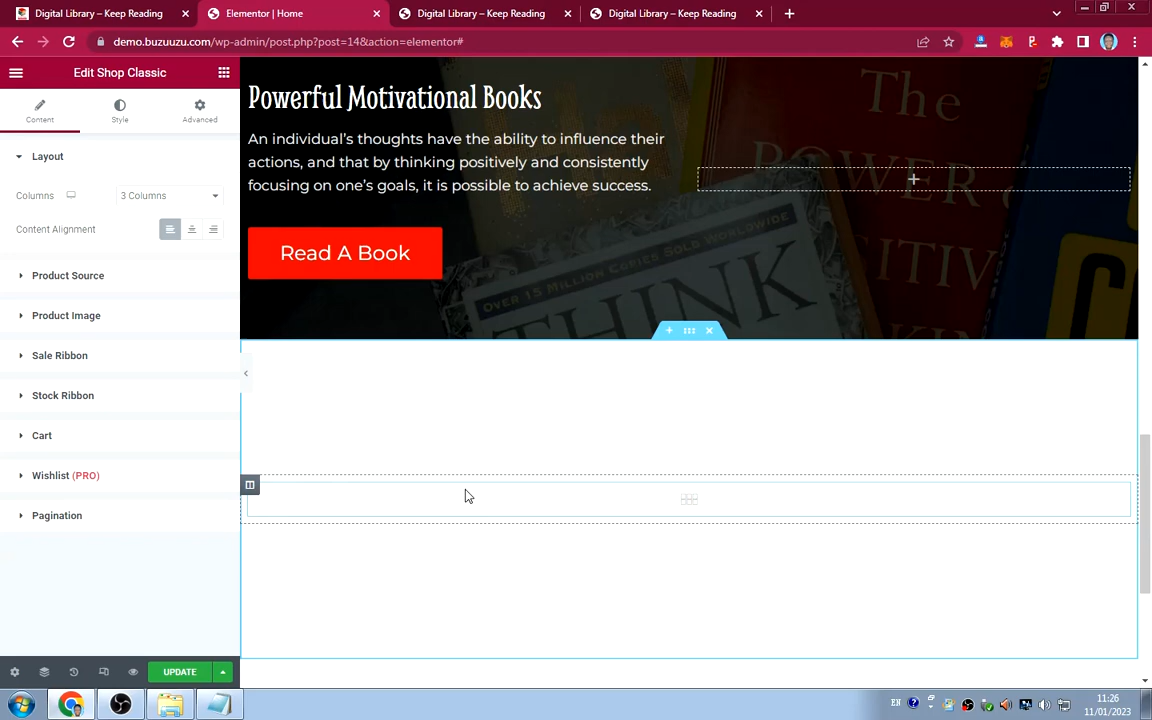 Digital Library – Keep Reading
Elementor | Home
Digital Library – Keep Reading
Digital Library – Keep Reading
demo.buzuuzu.com/wp-admin/post.php?post=14&action=elementor#
Edit Shop Classic
Content
Style
Advanced
Layout
Columns
3 Columns
Content Alignment
Product Source
Product Image
Sale Ribbon
Stock Ribbon
Cart
Wishlist (PRO)
Pagination
UPDATE
Powerful Motivational Books
An individual's thoughts have the ability to influence their
actions, and that by thinking positively and consistently
focusing on one's goals, it is possible to achieve success.
Read A Book
The
POWER
OVER 15 MILLION COPIES SOLD WORLDWIDE
THINK
EN
11:26
11/01/2023